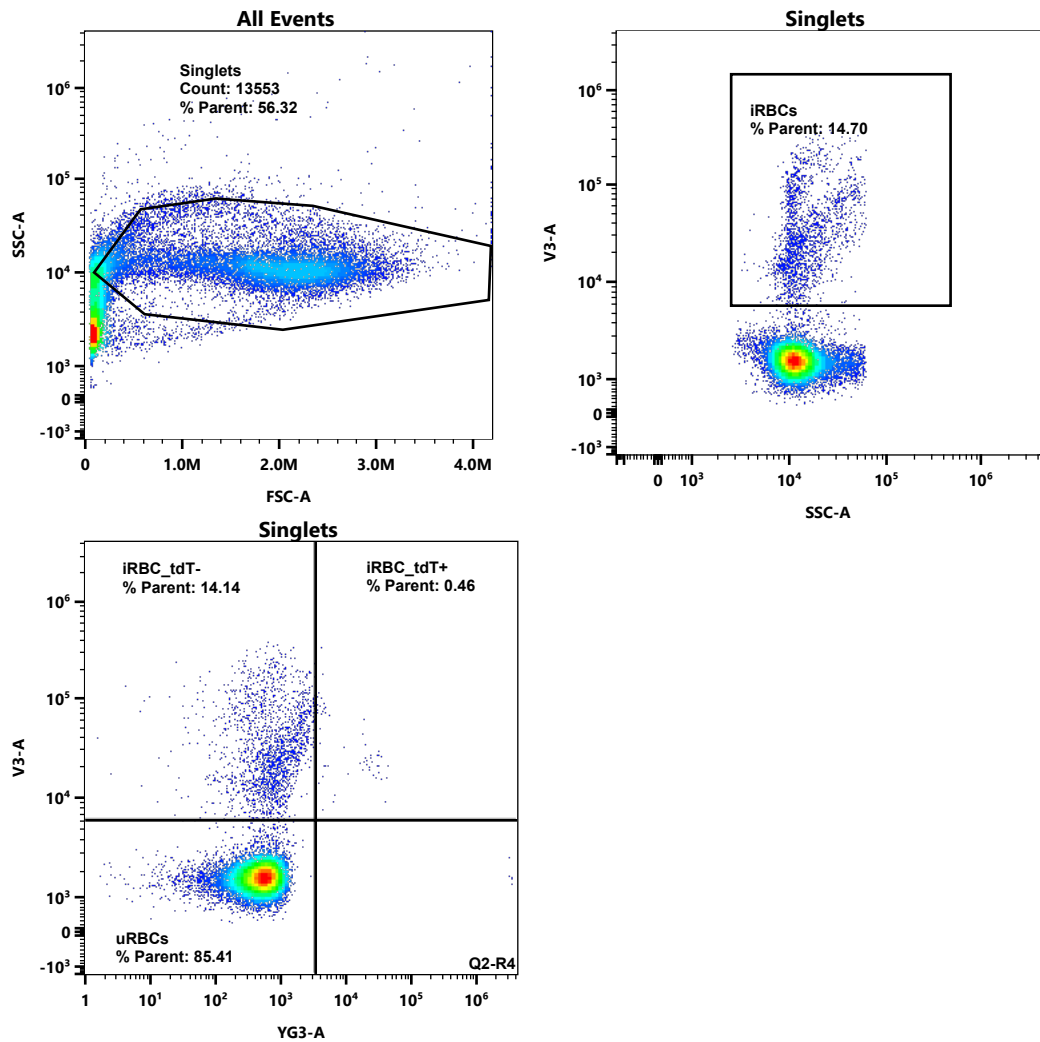 All Events
Singlets
Count: 13553
% Parent: 56.32
SSC-A
10⁶
10⁵
10⁴
10³
0
-10³
0
1.0M
2.0M
3.0M
4.0M
FSC-A
Singlets
iRBCs
% Parent: 14.70
V3-A
10⁶
10⁵
10⁴
10³
0
-10³
0
10³
10⁴
10⁵
10⁶
SSC-A
Singlets
iRBC_tdT-
% Parent: 14.14
iRBC_tdT+
% Parent: 0.46
V3-A
10⁶
10⁵
10⁴
10³
0
-10³
uRBCs
% Parent: 85.41
Q2-R4
1
10¹
10²
10³
10⁴
10⁵
10⁶
YG3-A